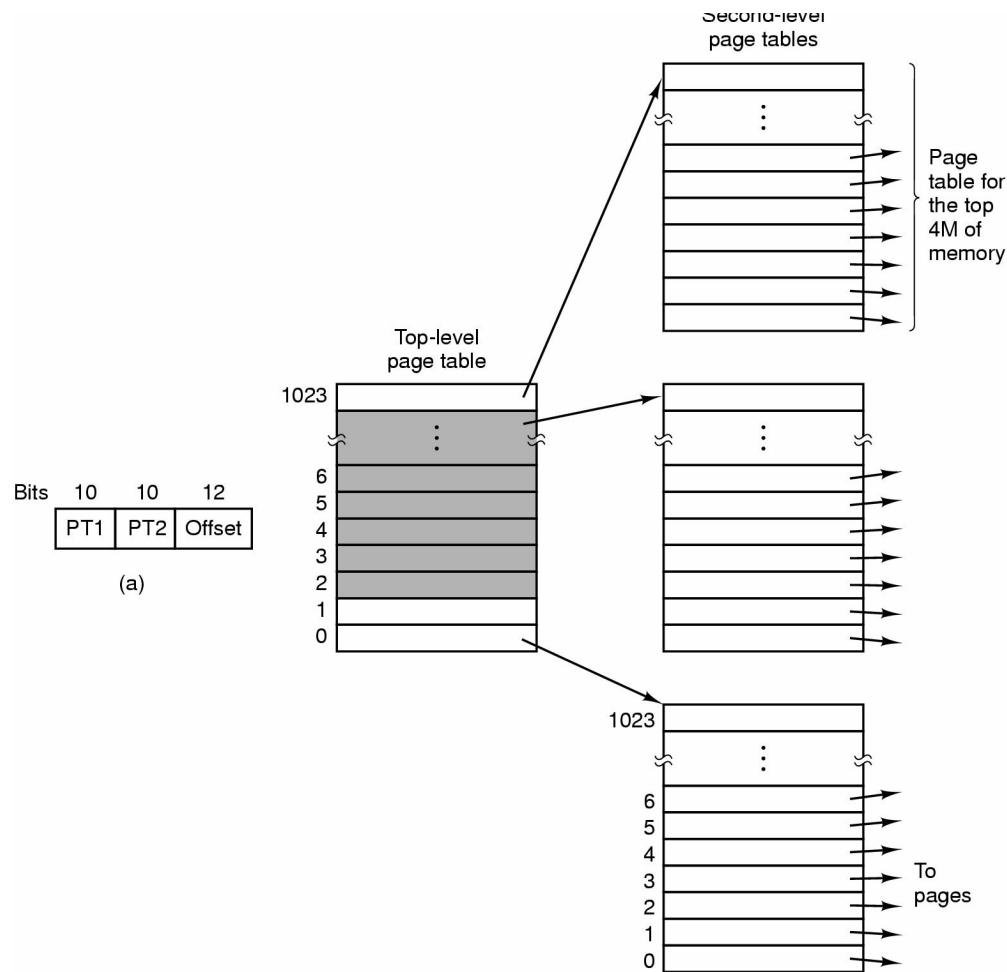 Second-level
page tables
Page
table for
the top
4M of
memory
Top-level
page table
1023
6
5
4
3
2
1
0
Bits 10 10 12
PT1 PT2 Offset
(a)
1023
6
5
4
3
2
1
0
To
pages